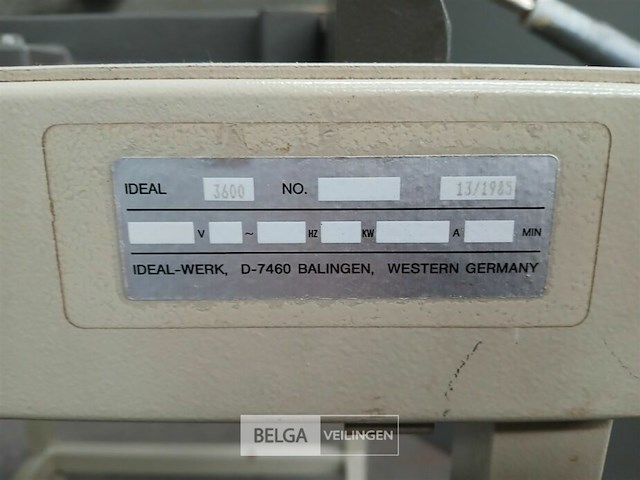 IDEAL 3600 NO. 13/1985
V ~ HZ KW A MIN
IDEAL-WERK, D-7460 BALINGEN, WESTERN GERMANY
BELGA VEILINGEN